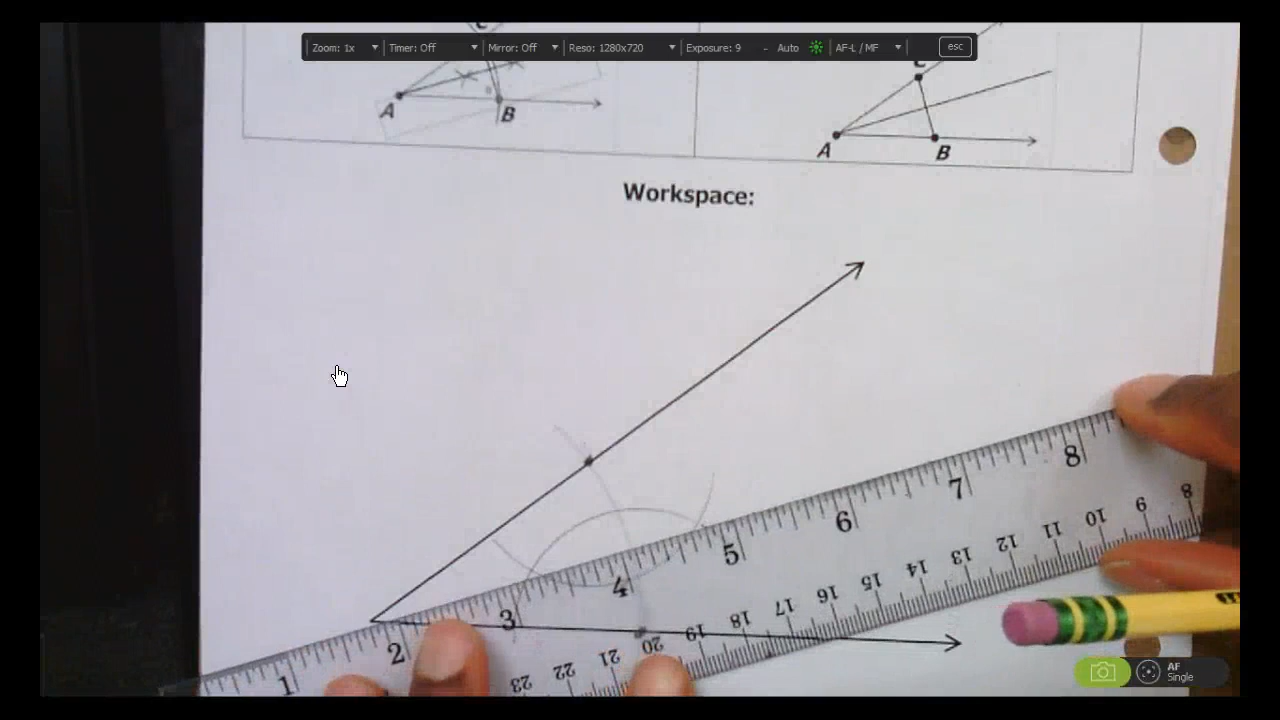 Zoom: 1x Timer: Off Mirror: Off Reso: 1280x720 Exposure: 9 - Auto AF-L / MF esc
C
C
A B
A B
Workspace:
1 2 3 4 5 6 7 8
23 22 21 20 19 18 17 16 15 14 13 12 11 10 9 8
AF
Single